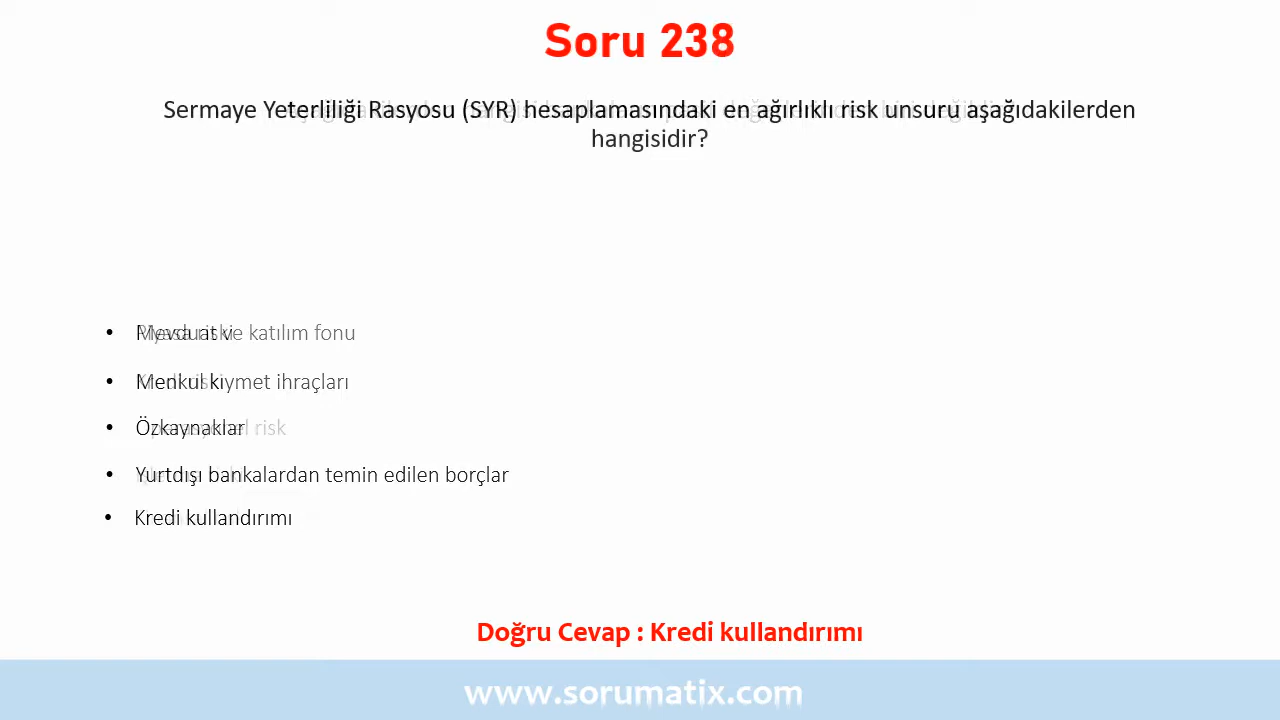 Soru 238
Sermaye Yeterliliği Rasyosu (SYR) hesaplamasındaki en ağırlıklı risk unsuru aşağıdakilerden
hangisidir?
• Mevduat ve katılım fonu
• Menkul kıymet ihraçları
• Özkaynaklar
• Yurtdışı bankalardan temin edilen borçlar
• Kredi kullandırımı
Doğru Cevap : Kredi kullandırımı
www.sorumatix.com